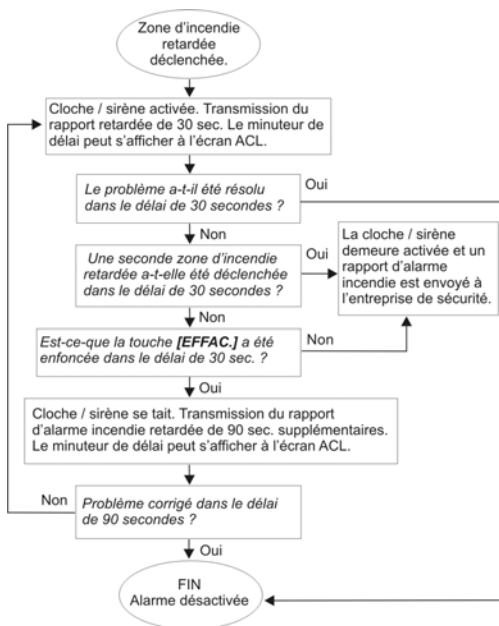 Zone d'incendie
retardée
déclenchée.
Cloche / sirène activée. Transmission du
rapport retardée de 30 sec. Le minuteur de
délai peut s'afficher à l'écran ACL.
Le problème a-t-il été résolu
dans le délai de 30 secondes ?
Oui
Non
Une seconde zone d'incendie
retardée a-t-elle été déclenchée
dans le délai de 30 secondes ?
Oui
La cloche / sirène
demeure activée et un
rapport d'alarme
incendie est envoyé à
l'entreprise de sécurité.
Non
Est-ce-que la touche [EFFAC.] a été
enfoncée dans le délai de 30 sec. ?
Non
Oui
Cloche / sirène se tait. Transmission du rapport
d'alarme incendie retardée de 90 sec. supplémentaires.
Le minuteur de délai peut s'afficher à l'écran ACL.
Non
Problème corrigé dans le délai
de 90 secondes ?
Oui
FIN
Alarme désactivée